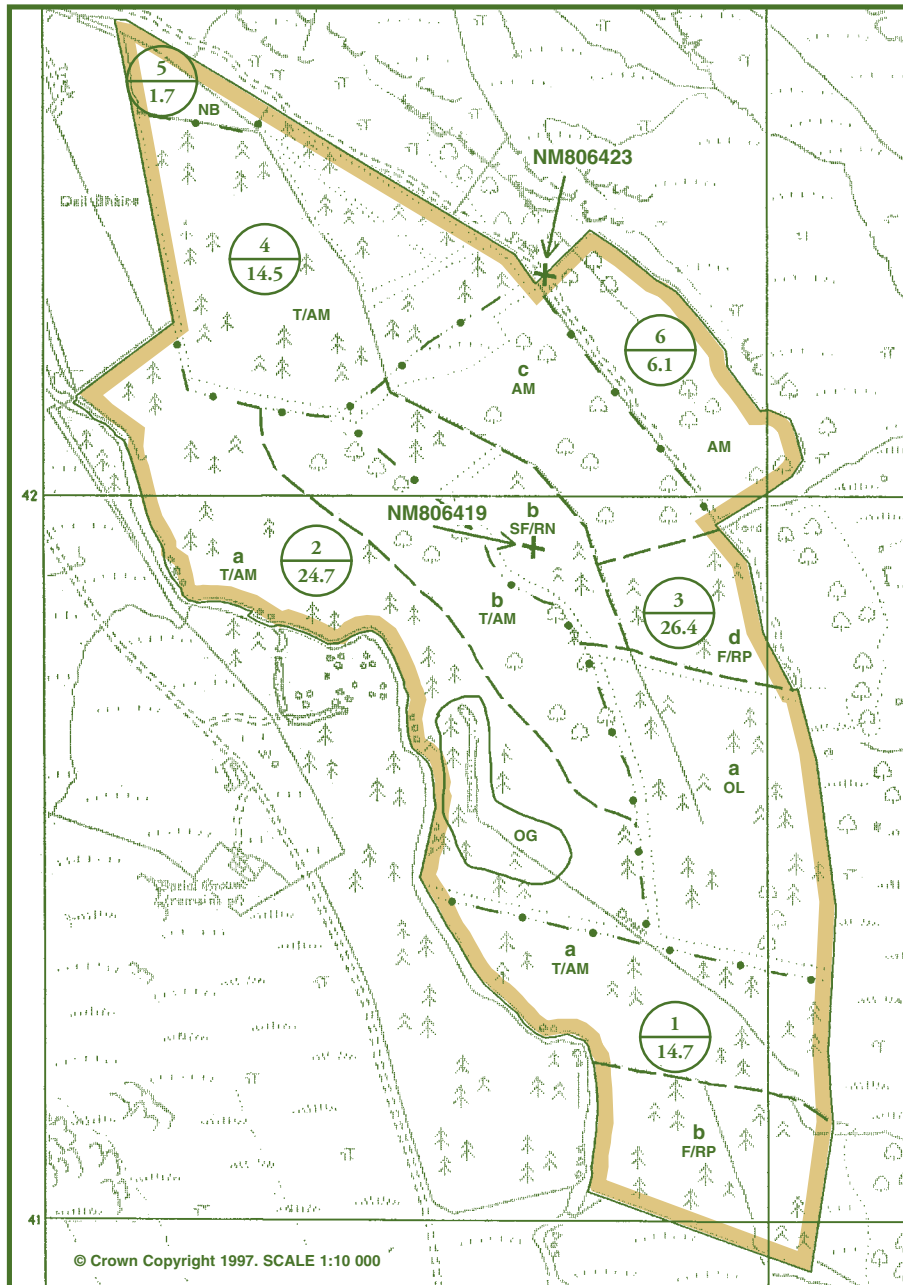 5
1.7
NB
NM806423
4
14.5
T/AM
6
6.1
c
AM
AM
42
NM806419
b
SF/RN
2
24.7
a
T/AM
b
T/AM
3
26.4
d
F/RP
a
OL
OG
a
T/AM
1
14.7
b
F/RP
41
© Crown Copyright 1997. SCALE 1:10 000